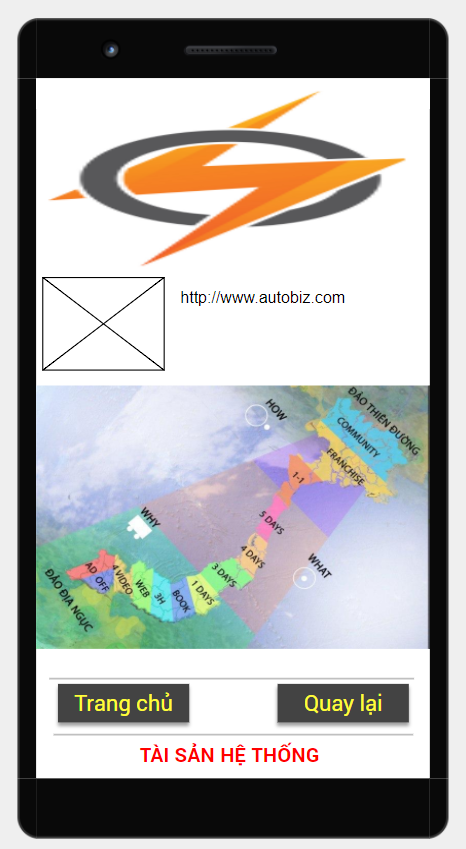 http://www.autobiz.com
ĐẢO THIÊN ĐƯỜNG
HOW
COMMUNITY
FRANCHISE
1-1
5 DAYS
WHY
4 DAYS
WHAT
3 DAYS
AD
OFF
4 VIDEO
WEB
3H
BOOK
1 DAYS
ĐẢO ĐỊA NGỤC
Trang chủ
Quay lại
TÀI SẢN HỆ THỐNG